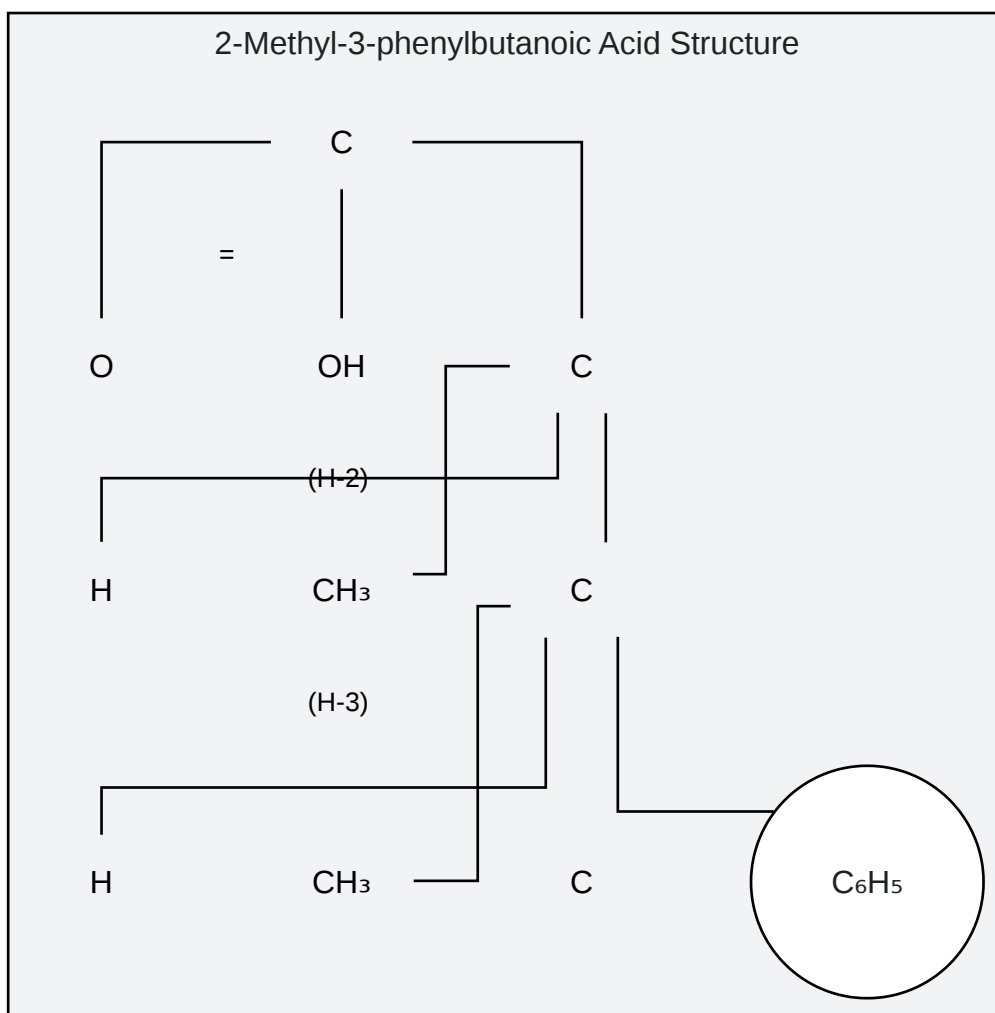 2-Methyl-3-phenylbutanoic Acid Structure
C
=
O OH C
(H-2)
H CH₃ C
(H-3)
H CH₃ C C₆H₅